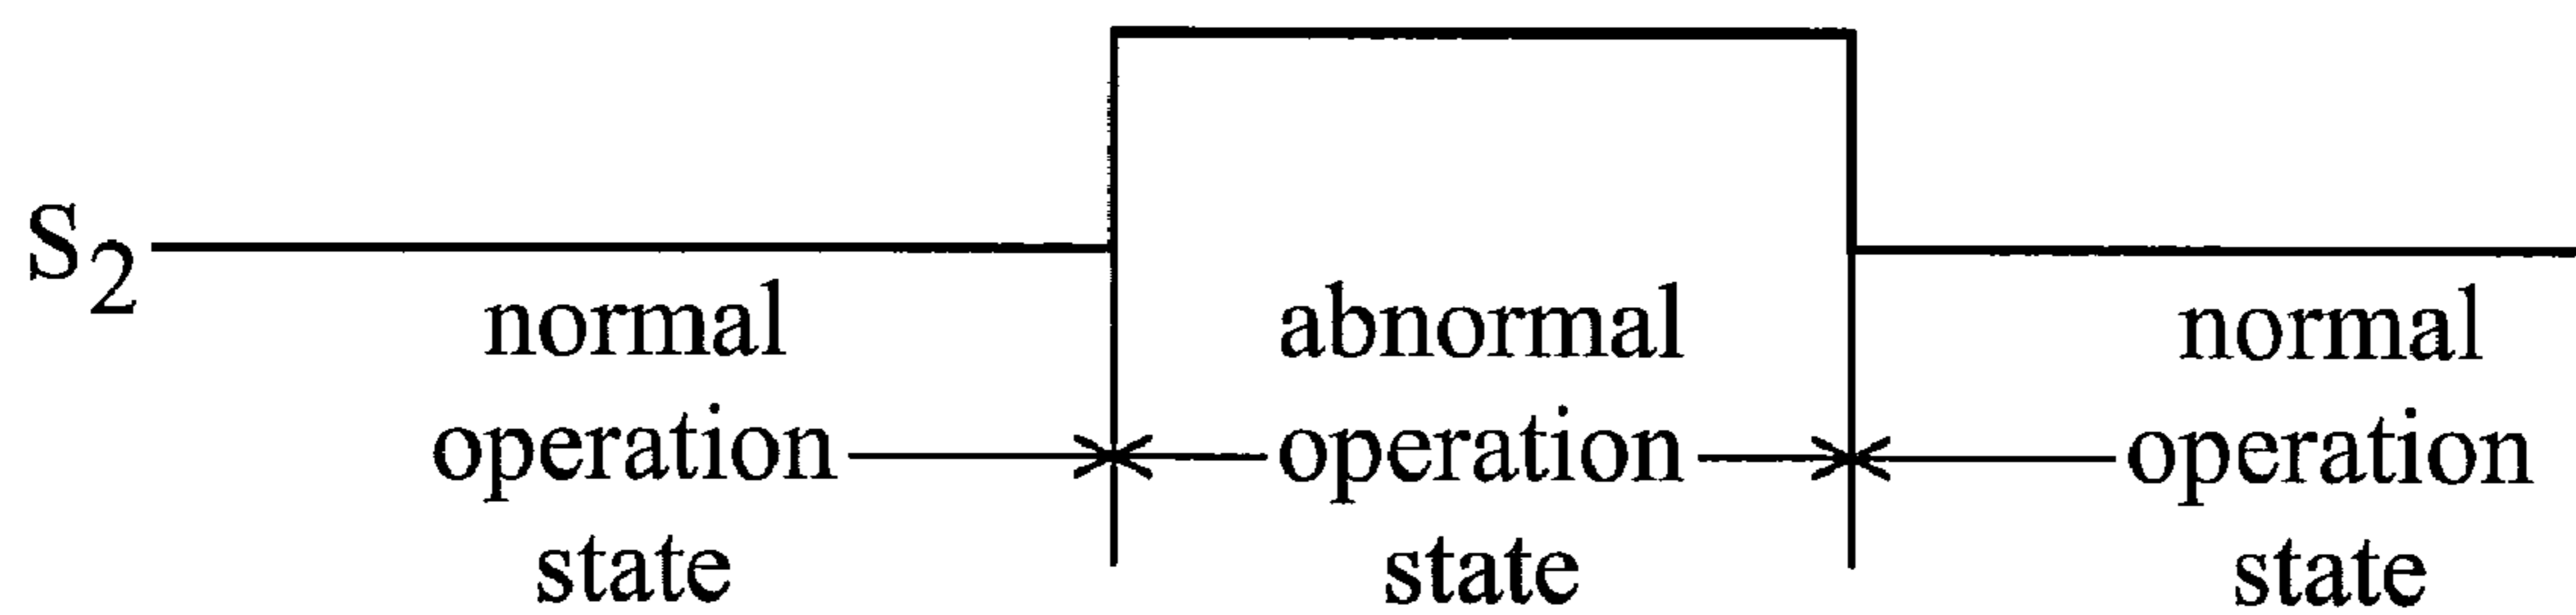 S2
normal
operation
state
abnormal
operation
state
normal
operation
state